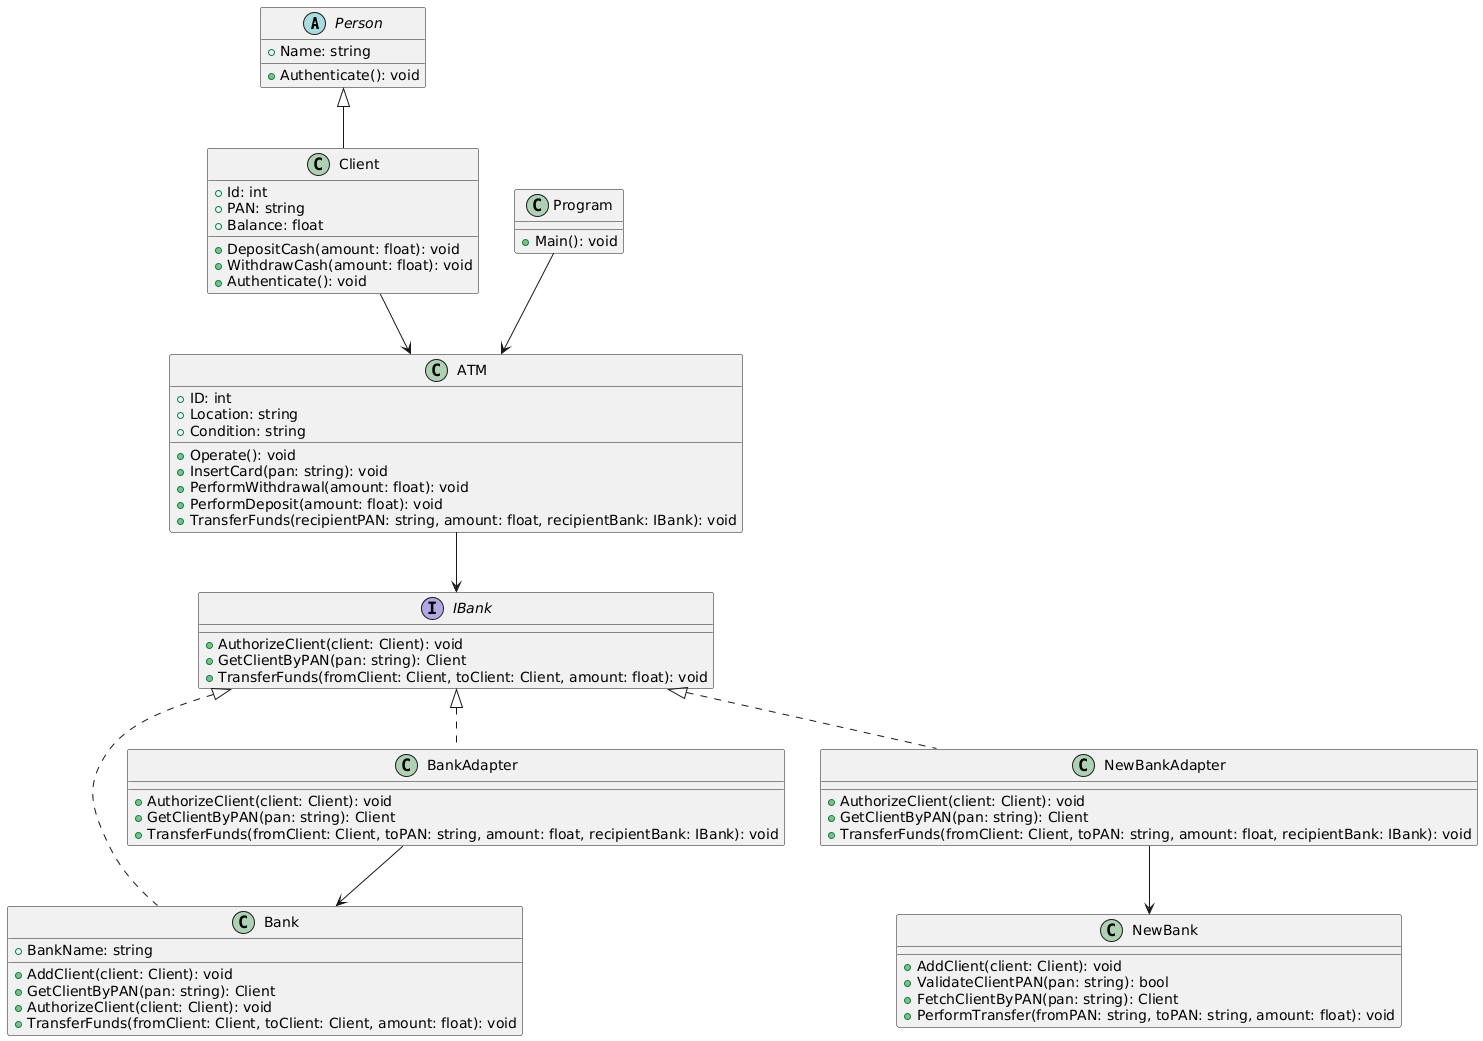 A Person
+ Name: string
+ Authenticate(): void
C Client
+ Id: int
+ PAN: string
+ Balance: float
+ DepositCash(amount: float): void
+ WithdrawCash(amount: float): void
+ Authenticate(): void
C Program
+ Main(): void
C ATM
+ ID: int
+ Location: string
+ Condition: string
+ Operate(): void
+ InsertCard(pan: string): void
+ PerformWithdrawal(amount: float): void
+ PerformDeposit(amount: float): void
+ TransferFunds(recipientPAN: string, amount: float, recipientBank: IBank): void
I IBank
+ AuthorizeClient(client: Client): void
+ GetClientByPAN(pan: string): Client
+ TransferFunds(fromClient: Client, toClient: Client, amount: float): void
C BankAdapter
+ AuthorizeClient(client: Client): void
+ GetClientByPAN(pan: string): Client
+ TransferFunds(fromClient: Client, toPAN: string, amount: float, recipientBank: IBank): void
C NewBankAdapter
+ AuthorizeClient(client: Client): void
+ GetClientByPAN(pan: string): Client
+ TransferFunds(fromClient: Client, toPAN: string, amount: float, recipientBank: IBank): void
C Bank
+ BankName: string
+ AddClient(client: Client): void
+ GetClientByPAN(pan: string): Client
+ AuthorizeClient(client: Client): void
+ TransferFunds(fromClient: Client, toClient: Client, amount: float): void
C NewBank
+ AddClient(client: Client): void
+ ValidateClientPAN(pan: string): bool
+ FetchClientByPAN(pan: string): Client
+ PerformTransfer(fromPAN: string, toPAN: string, amount: float): void